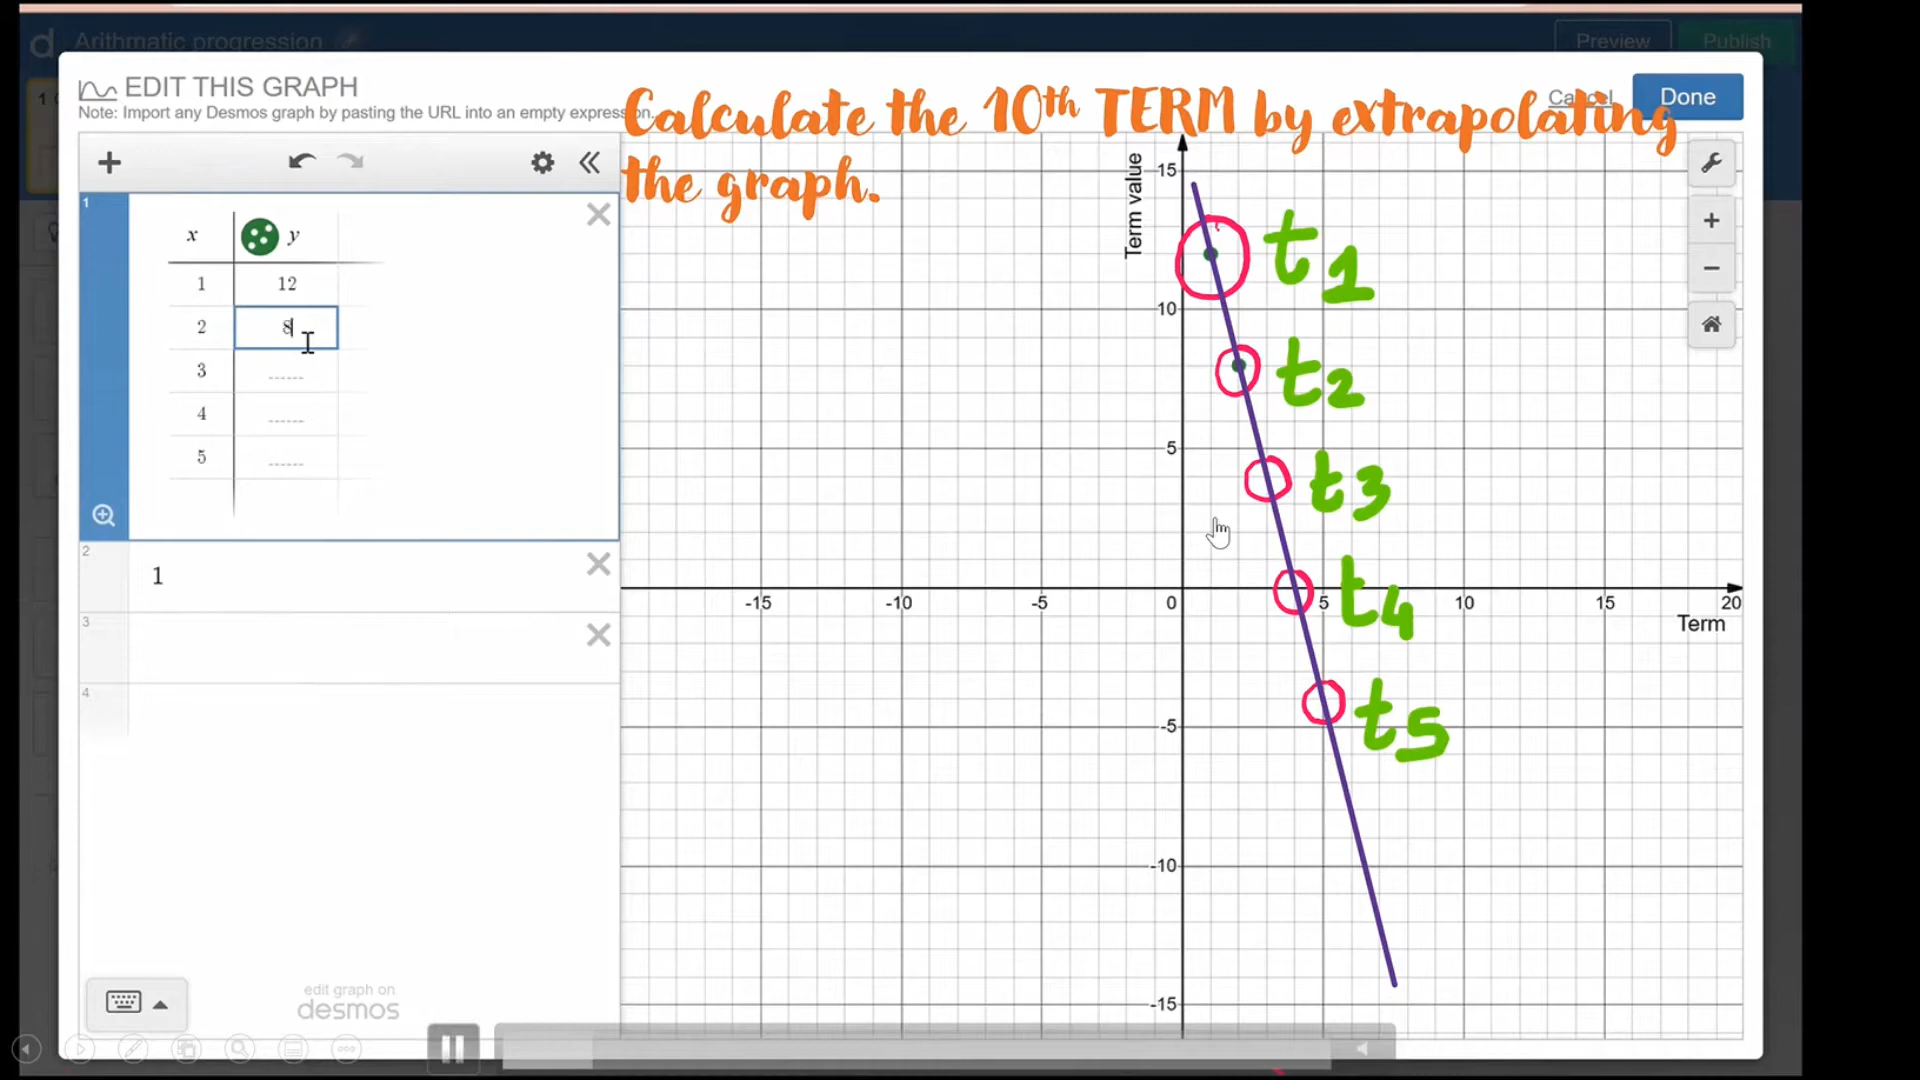 Arithmatic progression
Preview
Publish
EDIT THIS GRAPH
Note: Import any Desmos graph by pasting the URL into an empty expression.
Cancel
Done
Calculate the 10th TERM by extrapolating
the graph.
1
x y
1 12
2 8
3
4
5
2
1
3
4
edit graph on
desmos
Term value
15
10
5
-15 -10 -5 0 5 10 15 20
Term
-5
-10
-15
t1
t2
t3
t4
t5